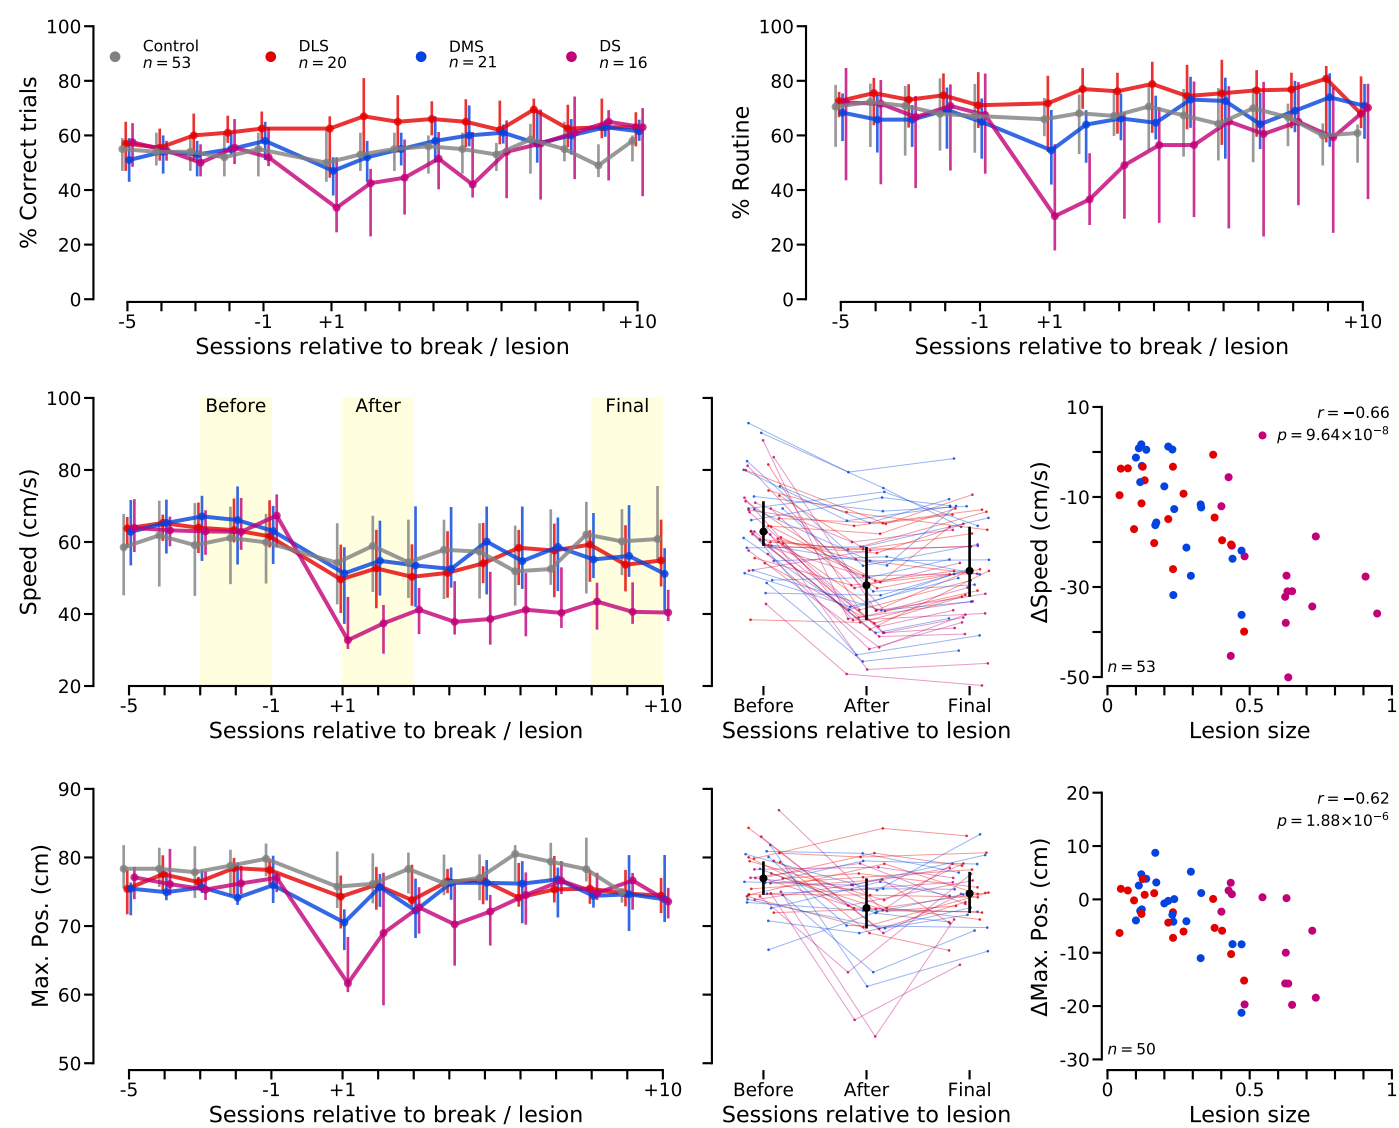 100
80
60
40
20
0
% Correct trials
Control
n = 53
DLS
n = 20
DMS
n = 21
DS
n = 16
-5
-1
+1
+10
Sessions relative to break / lesion
100
80
60
40
20
0
% Routine
-5
-1
+1
+10
Sessions relative to break / lesion
100
80
60
40
20
Speed (cm/s)
Before
After
Final
-5
-1
+1
+10
Sessions relative to break / lesion
Before
After
Final
Sessions relative to lesion
10
-10
-30
-50
ΔSpeed (cm/s)
r = −0.66
p = 9.64×10⁻⁸
n = 53
0
0.5
1
Lesion size
90
80
70
60
50
Max. Pos. (cm)
-5
-1
+1
+10
Sessions relative to break / lesion
Before
After
Final
Sessions relative to lesion
20
10
0
-10
-20
-30
ΔMax. Pos. (cm)
r = −0.62
p = 1.88×10⁻⁶
n = 50
0
0.5
1
Lesion size